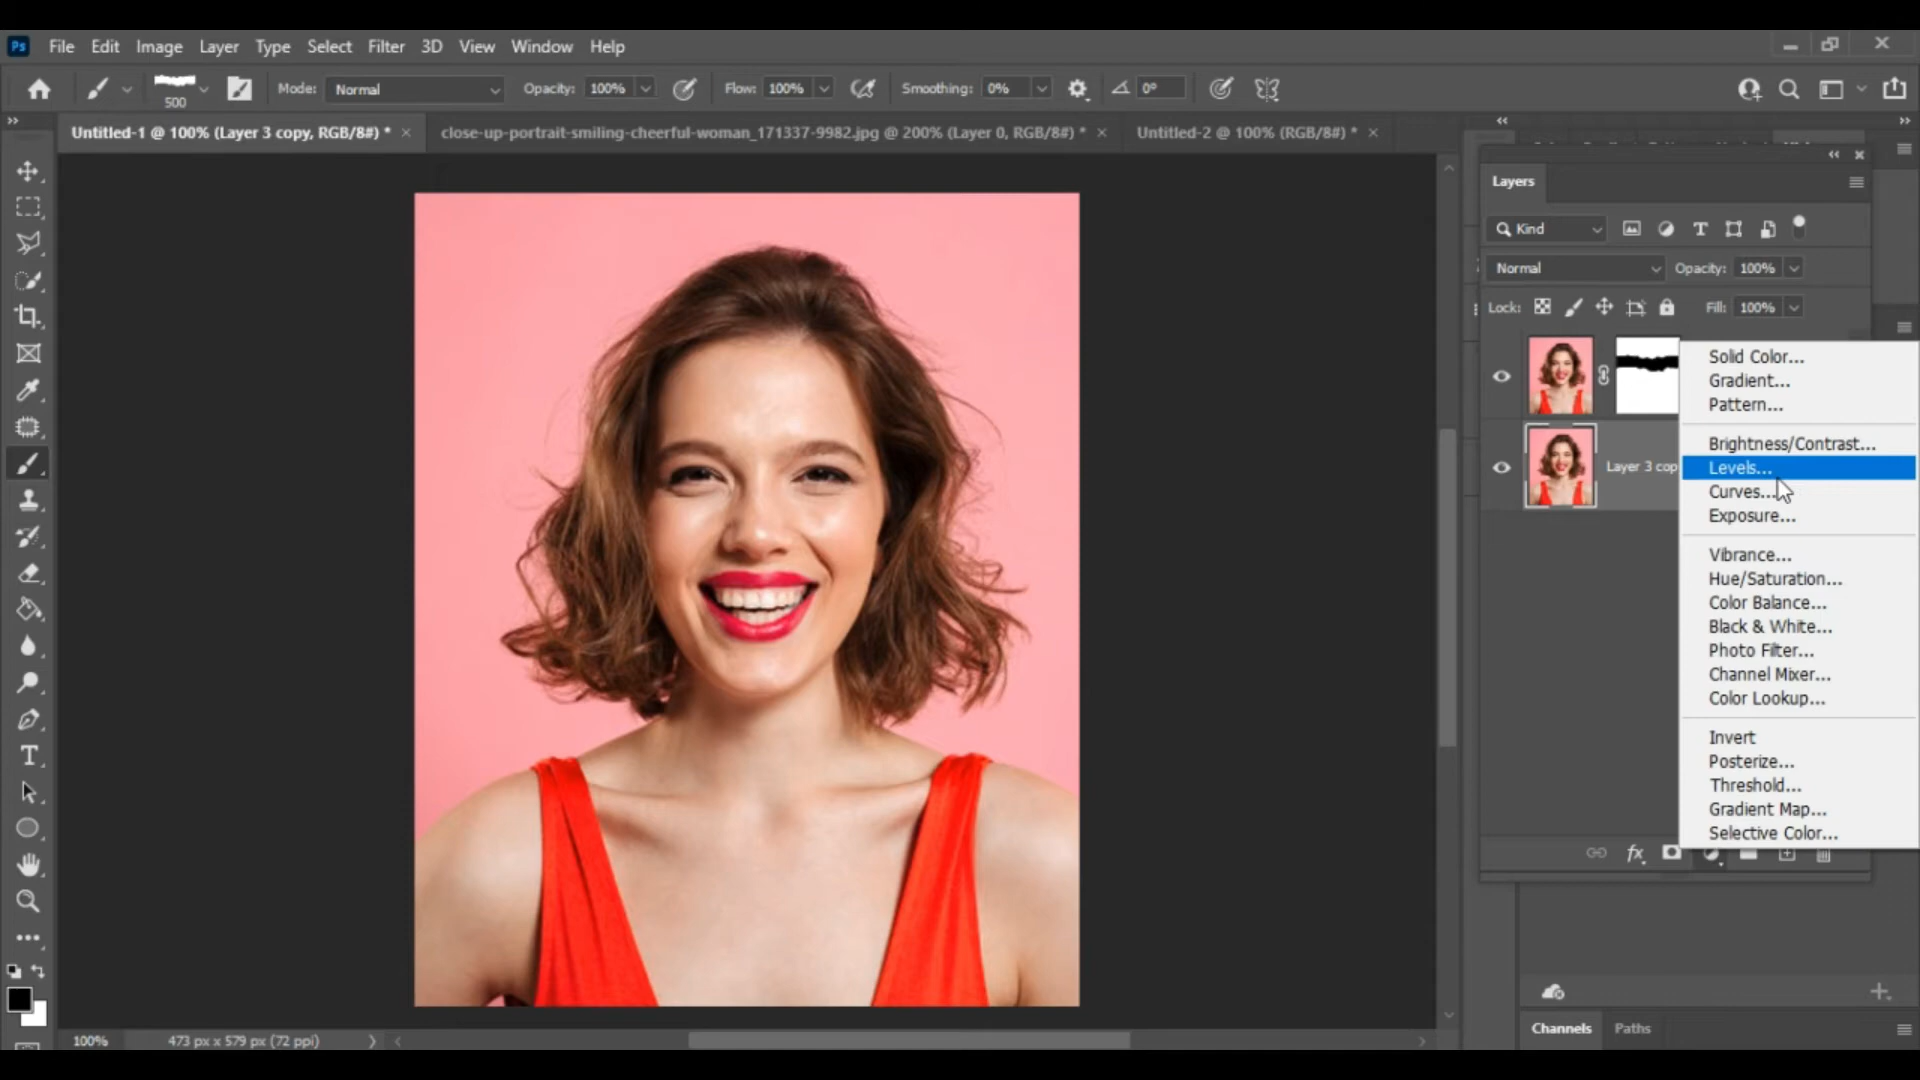 Ps File Edit Image Layer Type Select Filter 3D View Window Help
500 Mode: Normal Opacity: 100% Flow: 100% Smoothing: 0% 0°
Untitled-1 @ 100% (Layer 3 copy, RGB/8#) * × close-up-portrait-smiling-cheerful-woman_171337-9982.jpg @ 200% (Layer 0, RGB/8#) * × Untitled-2 @ 100% (RGB/8#) * ×
Layers
Kind
Normal Opacity: 100%
Lock: Fill: 100%
Layer 3 cop
Solid Color...
Gradient...
Pattern...
Brightness/Contrast...
Levels...
Curves...
Exposure...
Vibrance...
Hue/Saturation...
Color Balance...
Black & White...
Photo Filter...
Channel Mixer...
Color Lookup...
Invert
Posterize...
Threshold...
Gradient Map...
Selective Color...
fx
Channels Paths
100% 473 px x 579 px (72 ppi)